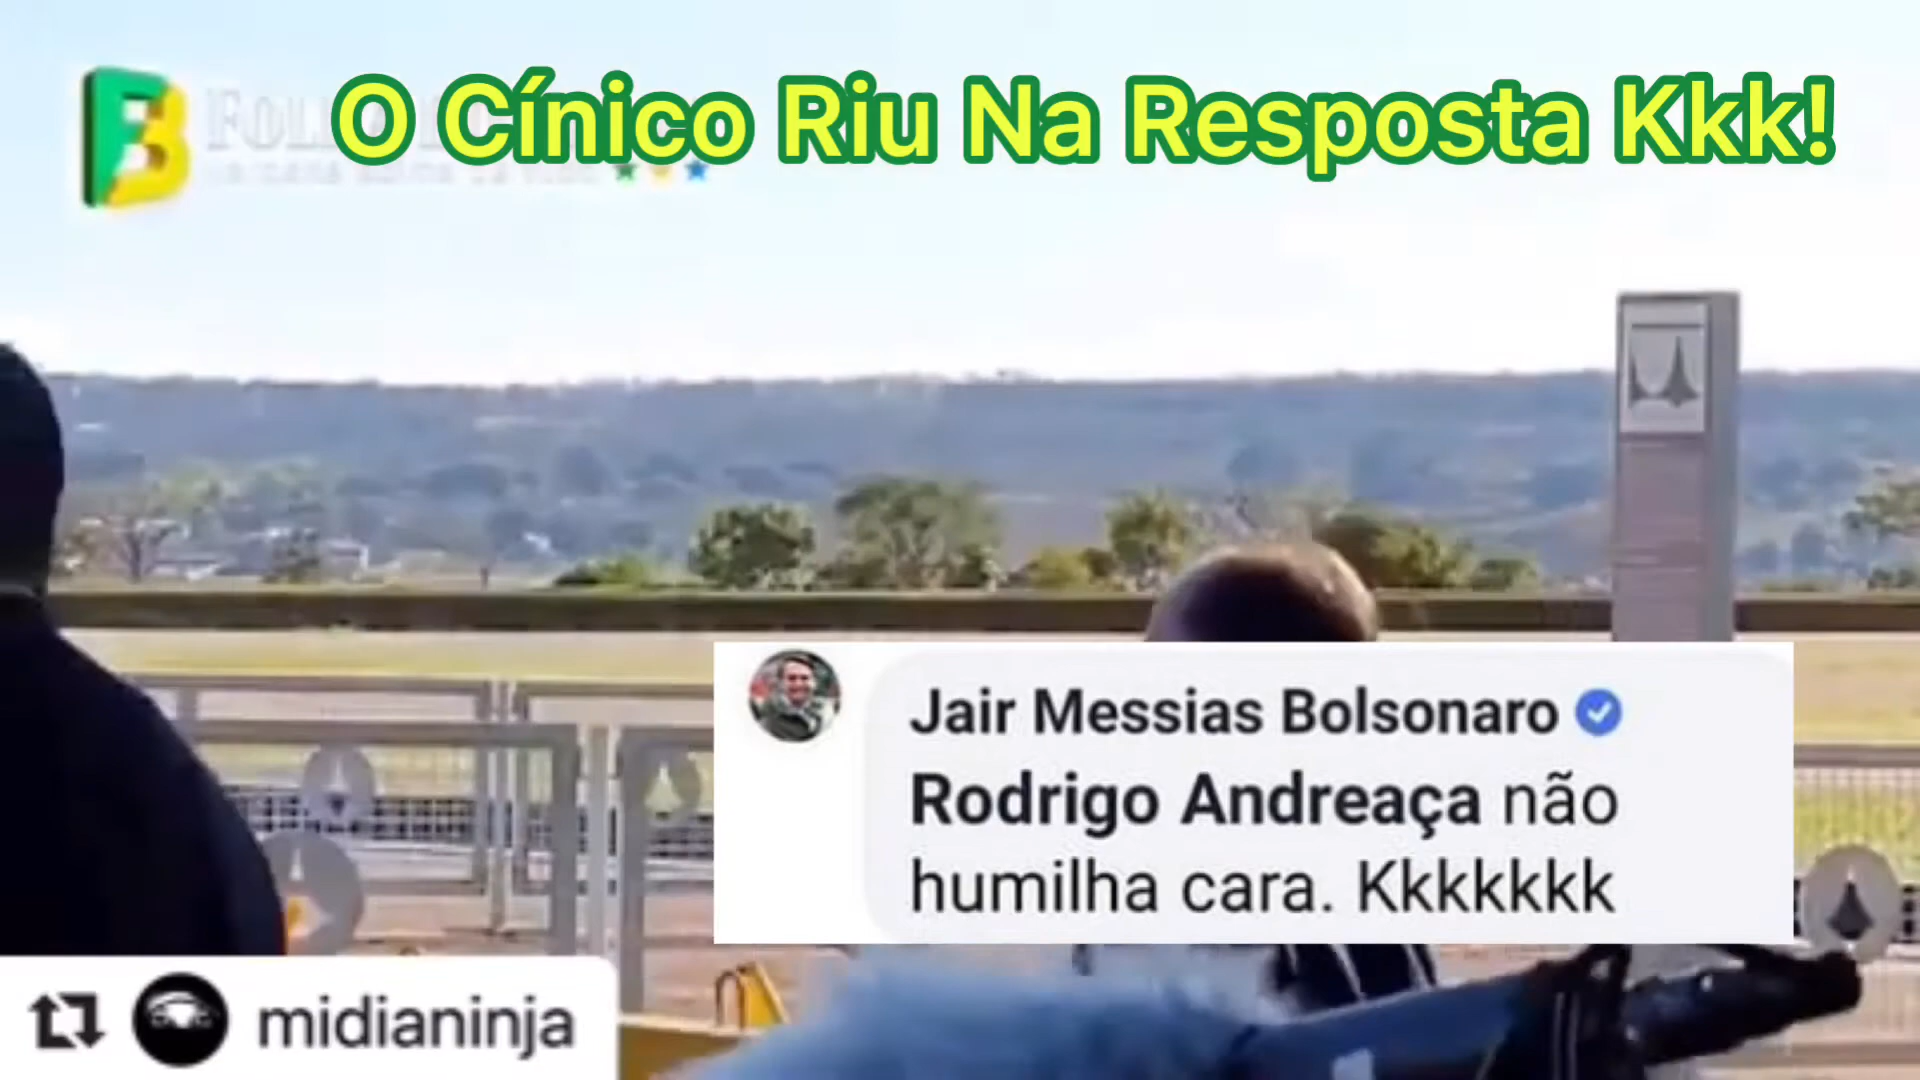 O Cínico Riu Na Resposta Kkk!
Jair Messias Bolsonaro
Rodrigo Andreaça não
humilha cara. Kkkkkkk
midianinja